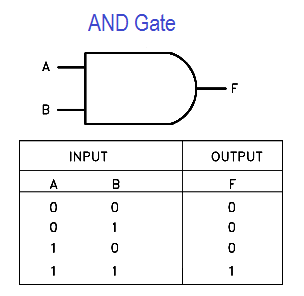 AND Gate
A
F
B
INPUT OUTPUT
A B F
0 0 0
0 1 0
1 0 0
1 1 1